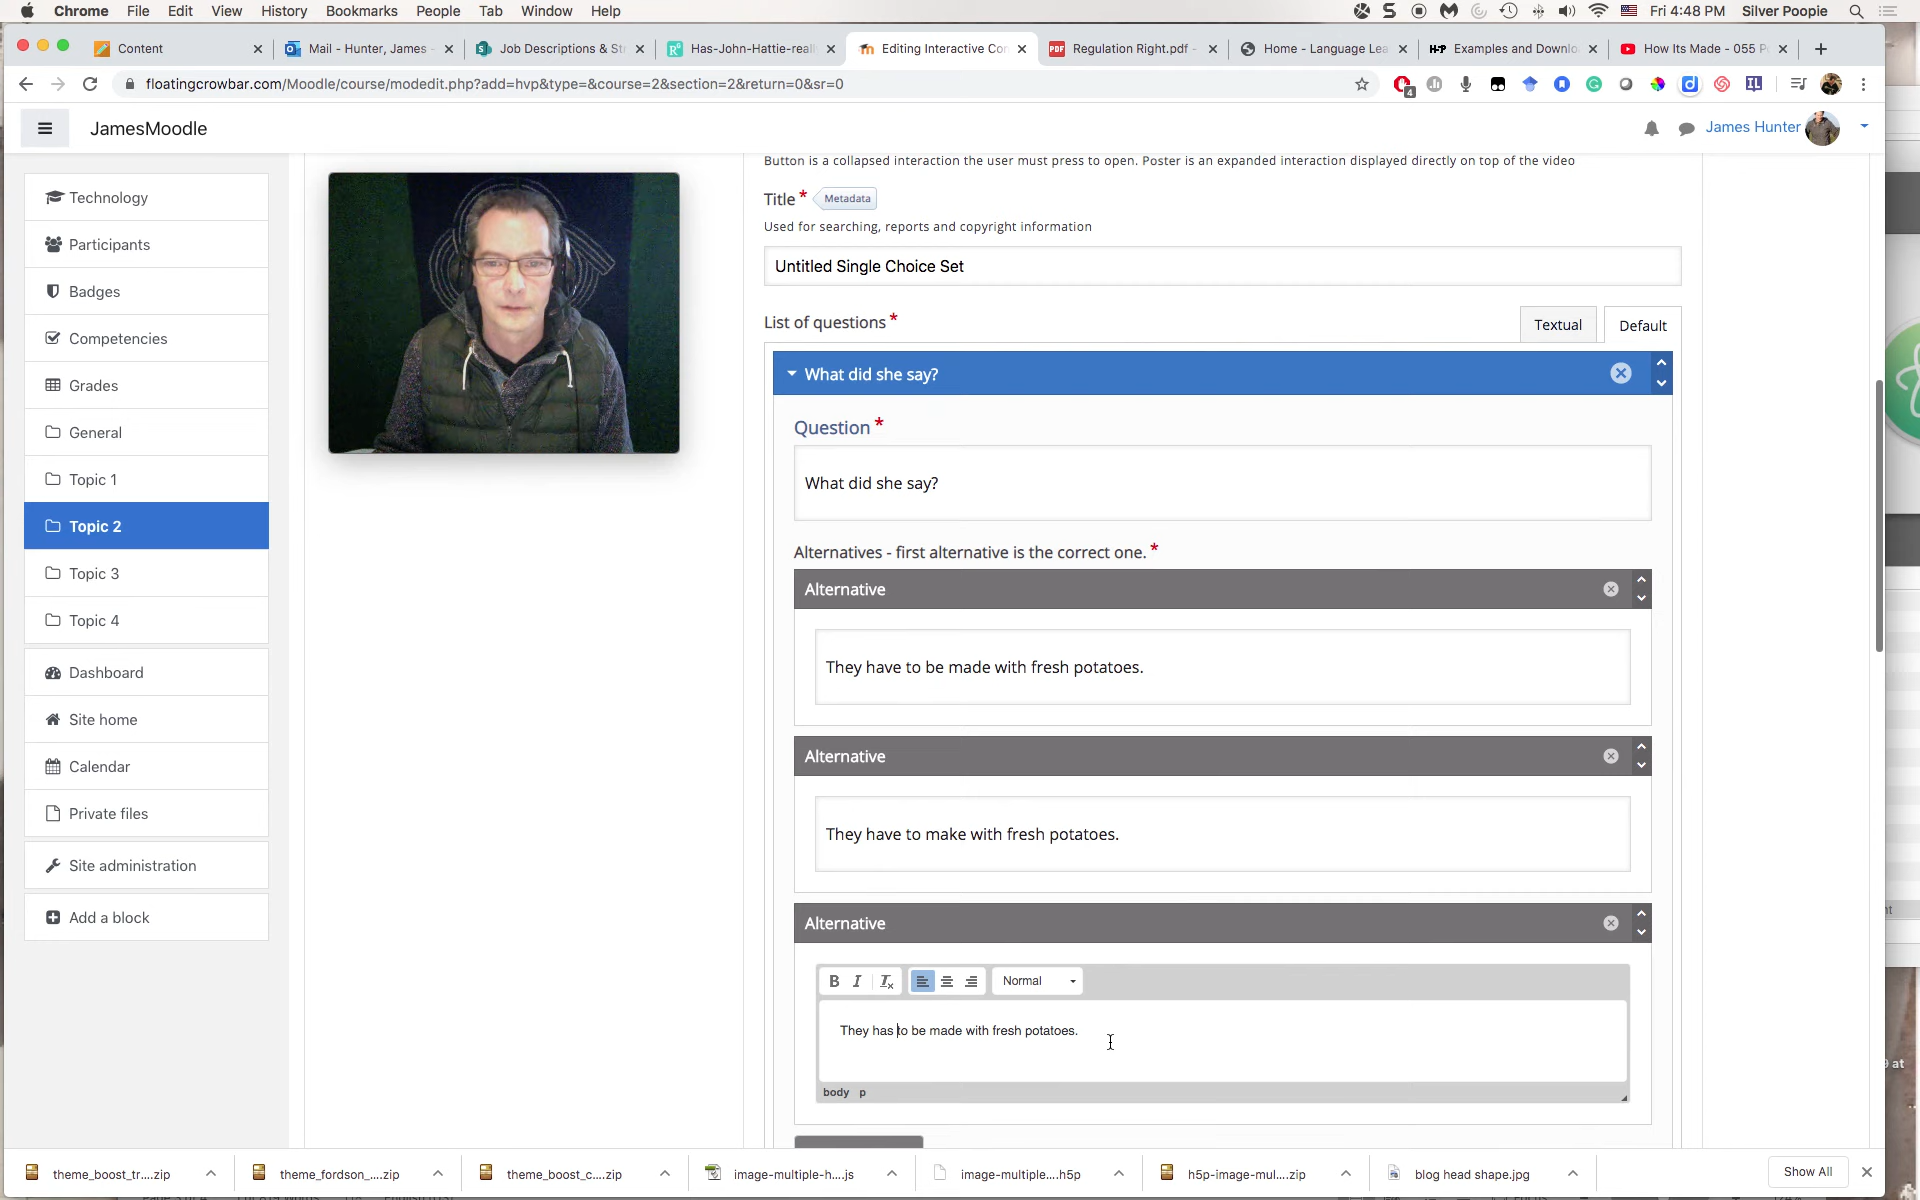 Chrome File Edit View History Bookmarks People Tab Window Help Fri 4:48 PM Silver Poopie
Content Mail - Hunter, James - Job Descriptions & St Has-John-Hattie-real Editing Interactive Con Regulation Right.pdf - Home - Language Lea H-P Examples and Downlo How Its Made - 055 P
floatingcrowbar.com/Moodle/course/modedit.php?add=hvp&type=&course=2&section=2&return=0&sr=0
JamesMoodle James Hunter
Button is a collapsed interaction the user must press to open. Poster is an expanded interaction displayed directly on top of the video
Technology
Participants
Badges
Competencies
Grades
General
Topic 1
Topic 2
Topic 3
Topic 4
Dashboard
Site home
Calendar
Private files
Site administration
Add a block
Title * Metadata
Used for searching, reports and copyright information
Untitled Single Choice Set
List of questions * Textual Default
What did she say?
Question *
What did she say?
Alternatives - first alternative is the correct one. *
Alternative
They have to be made with fresh potatoes.
Alternative
They have to make with fresh potatoes.
Alternative
B I Tx Normal
They has to be made with fresh potatoes.
body p
theme_boost_tr....zip theme_fordson_....zip theme_boost_c....zip image-multiple-h....js image-multiple....h5p h5p-image-mul....zip blog head shape.jpg Show All